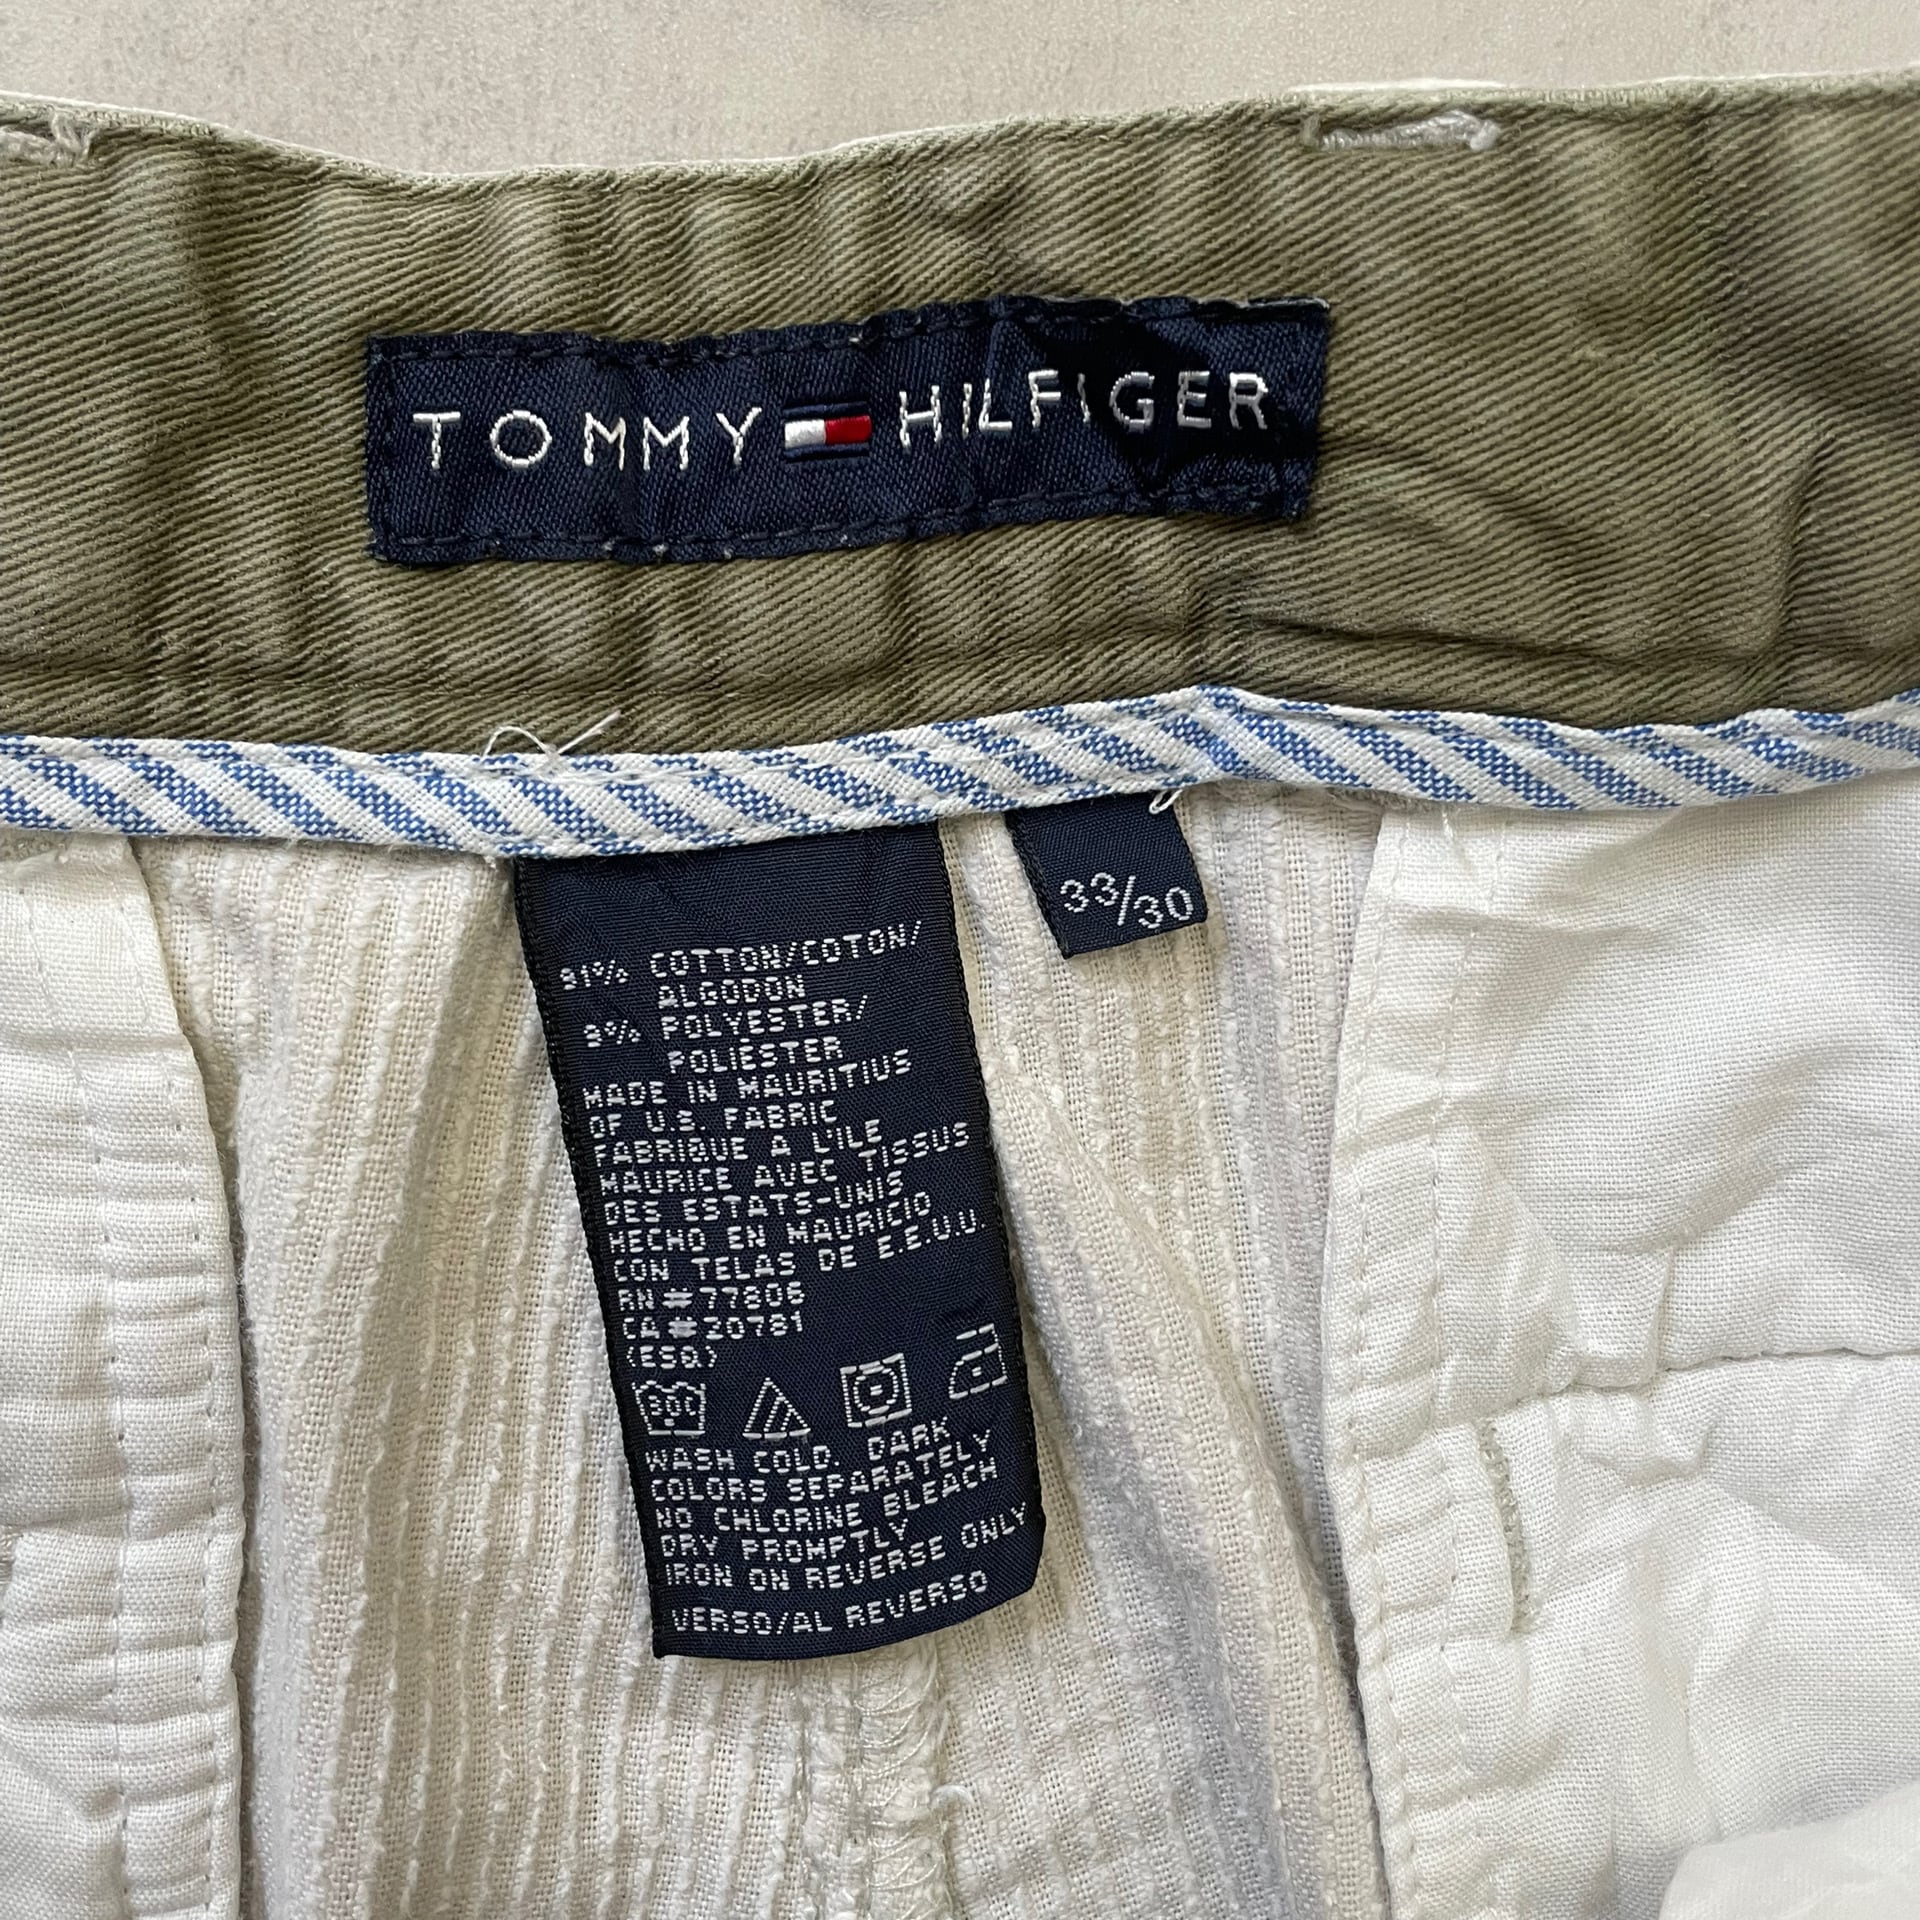 TOMMY HILFIGER
33/30
91% COTTON/COTON/
ALGODON
9% POLYESTER/
POLIÉSTER
MADE IN MAURITIUS
OF U.S. FABRIC
FABRIQUE A L'ILE
MAURICE AVEC TISSUS
DES ESTATS-UNIS
HECHO EN MAURICIO
CON TELAS DE E.E.U.U.
RN#77806
CA#20781
(ESQ)
30C
WASH COLD. DARK
COLORS SEPARATELY
NO CHLORINE BLEACH
DRY PROMPTLY
IRON ON REVERSE ONLY
VERSO/AL REVERSO